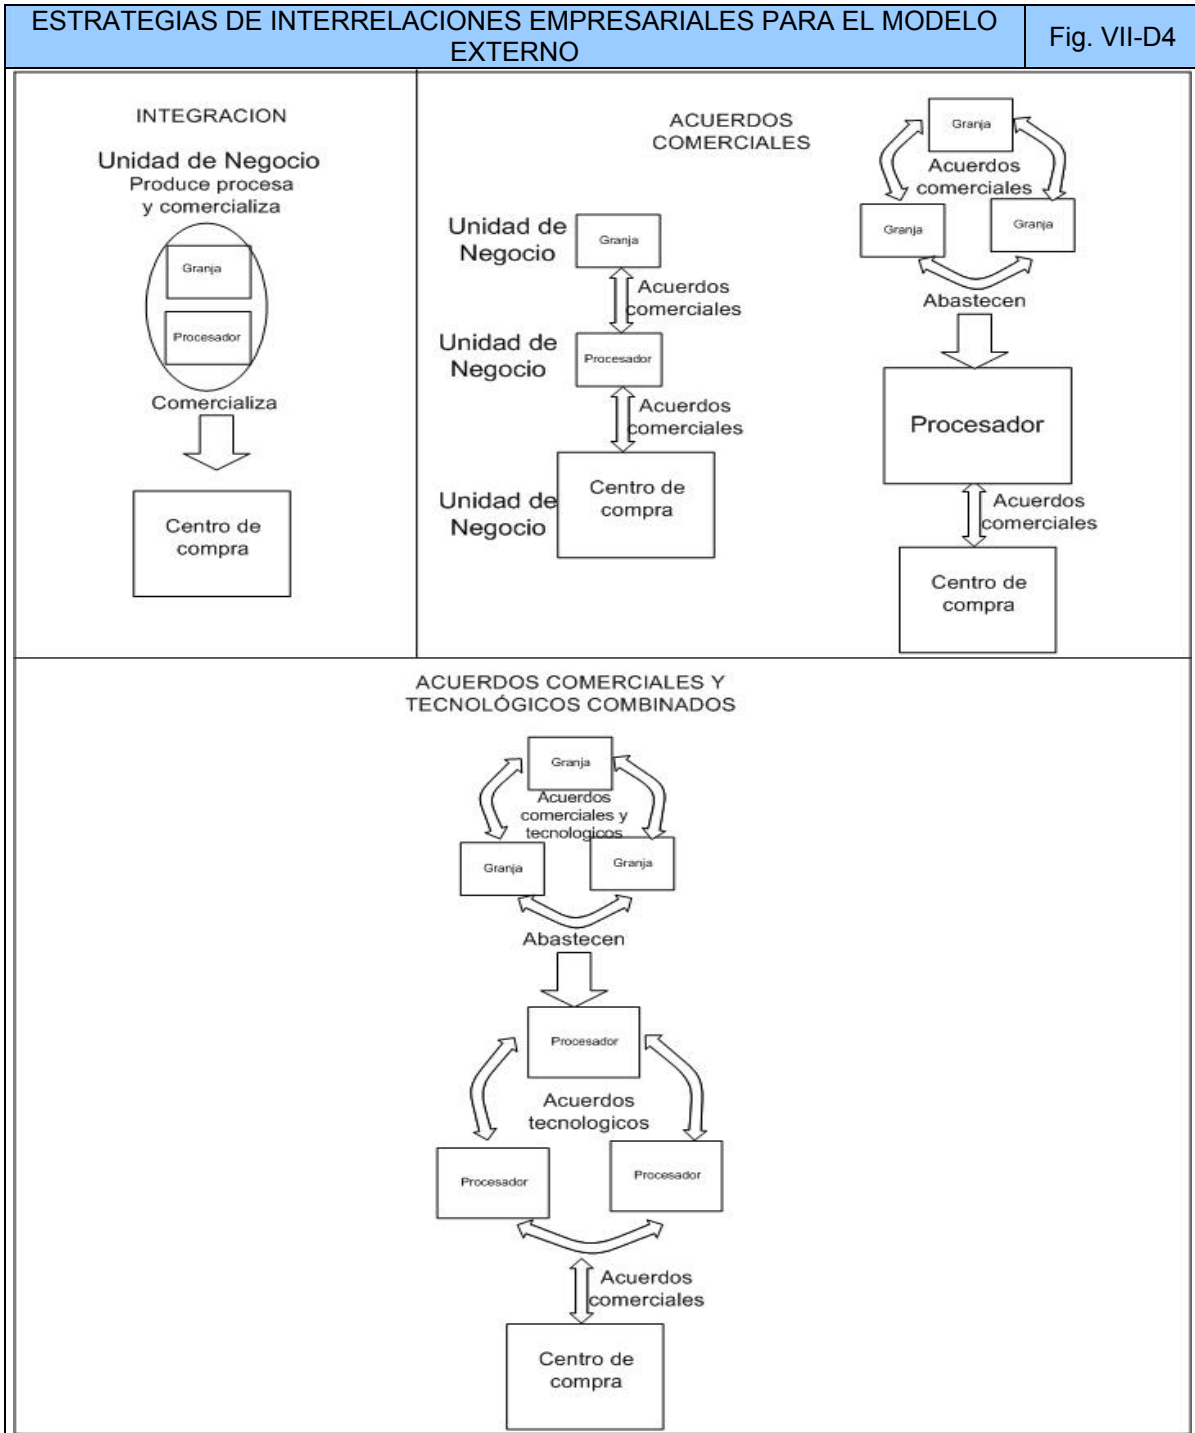 ESTRATEGIAS DE INTERRELACIONES EMPRESARIALES PARA EL MODELO
EXTERNO
Fig. VII-D4
INTEGRACION
Unidad de Negocio
Produce procesa
y comercializa
Granja
Procesador
Comercializa
Centro de
compra
ACUERDOS
COMERCIALES
Unidad de
Negocio
Granja
Acuerdos
comerciales
Unidad de
Negocio
Procesador
Acuerdos
comerciales
Unidad de
Negocio
Centro de
compra
Granja
Acuerdos
comerciales
Granja
Granja
Abastecen
Procesador
Acuerdos
comerciales
Centro de
compra
ACUERDOS COMERCIALES Y
TECNOLÓGICOS COMBINADOS
Granja
Acuerdos
comerciales y
tecnologicos
Granja
Granja
Abastecen
Procesador
Acuerdos
tecnologicos
Procesador
Procesador
Acuerdos
comerciales
Centro de
compra